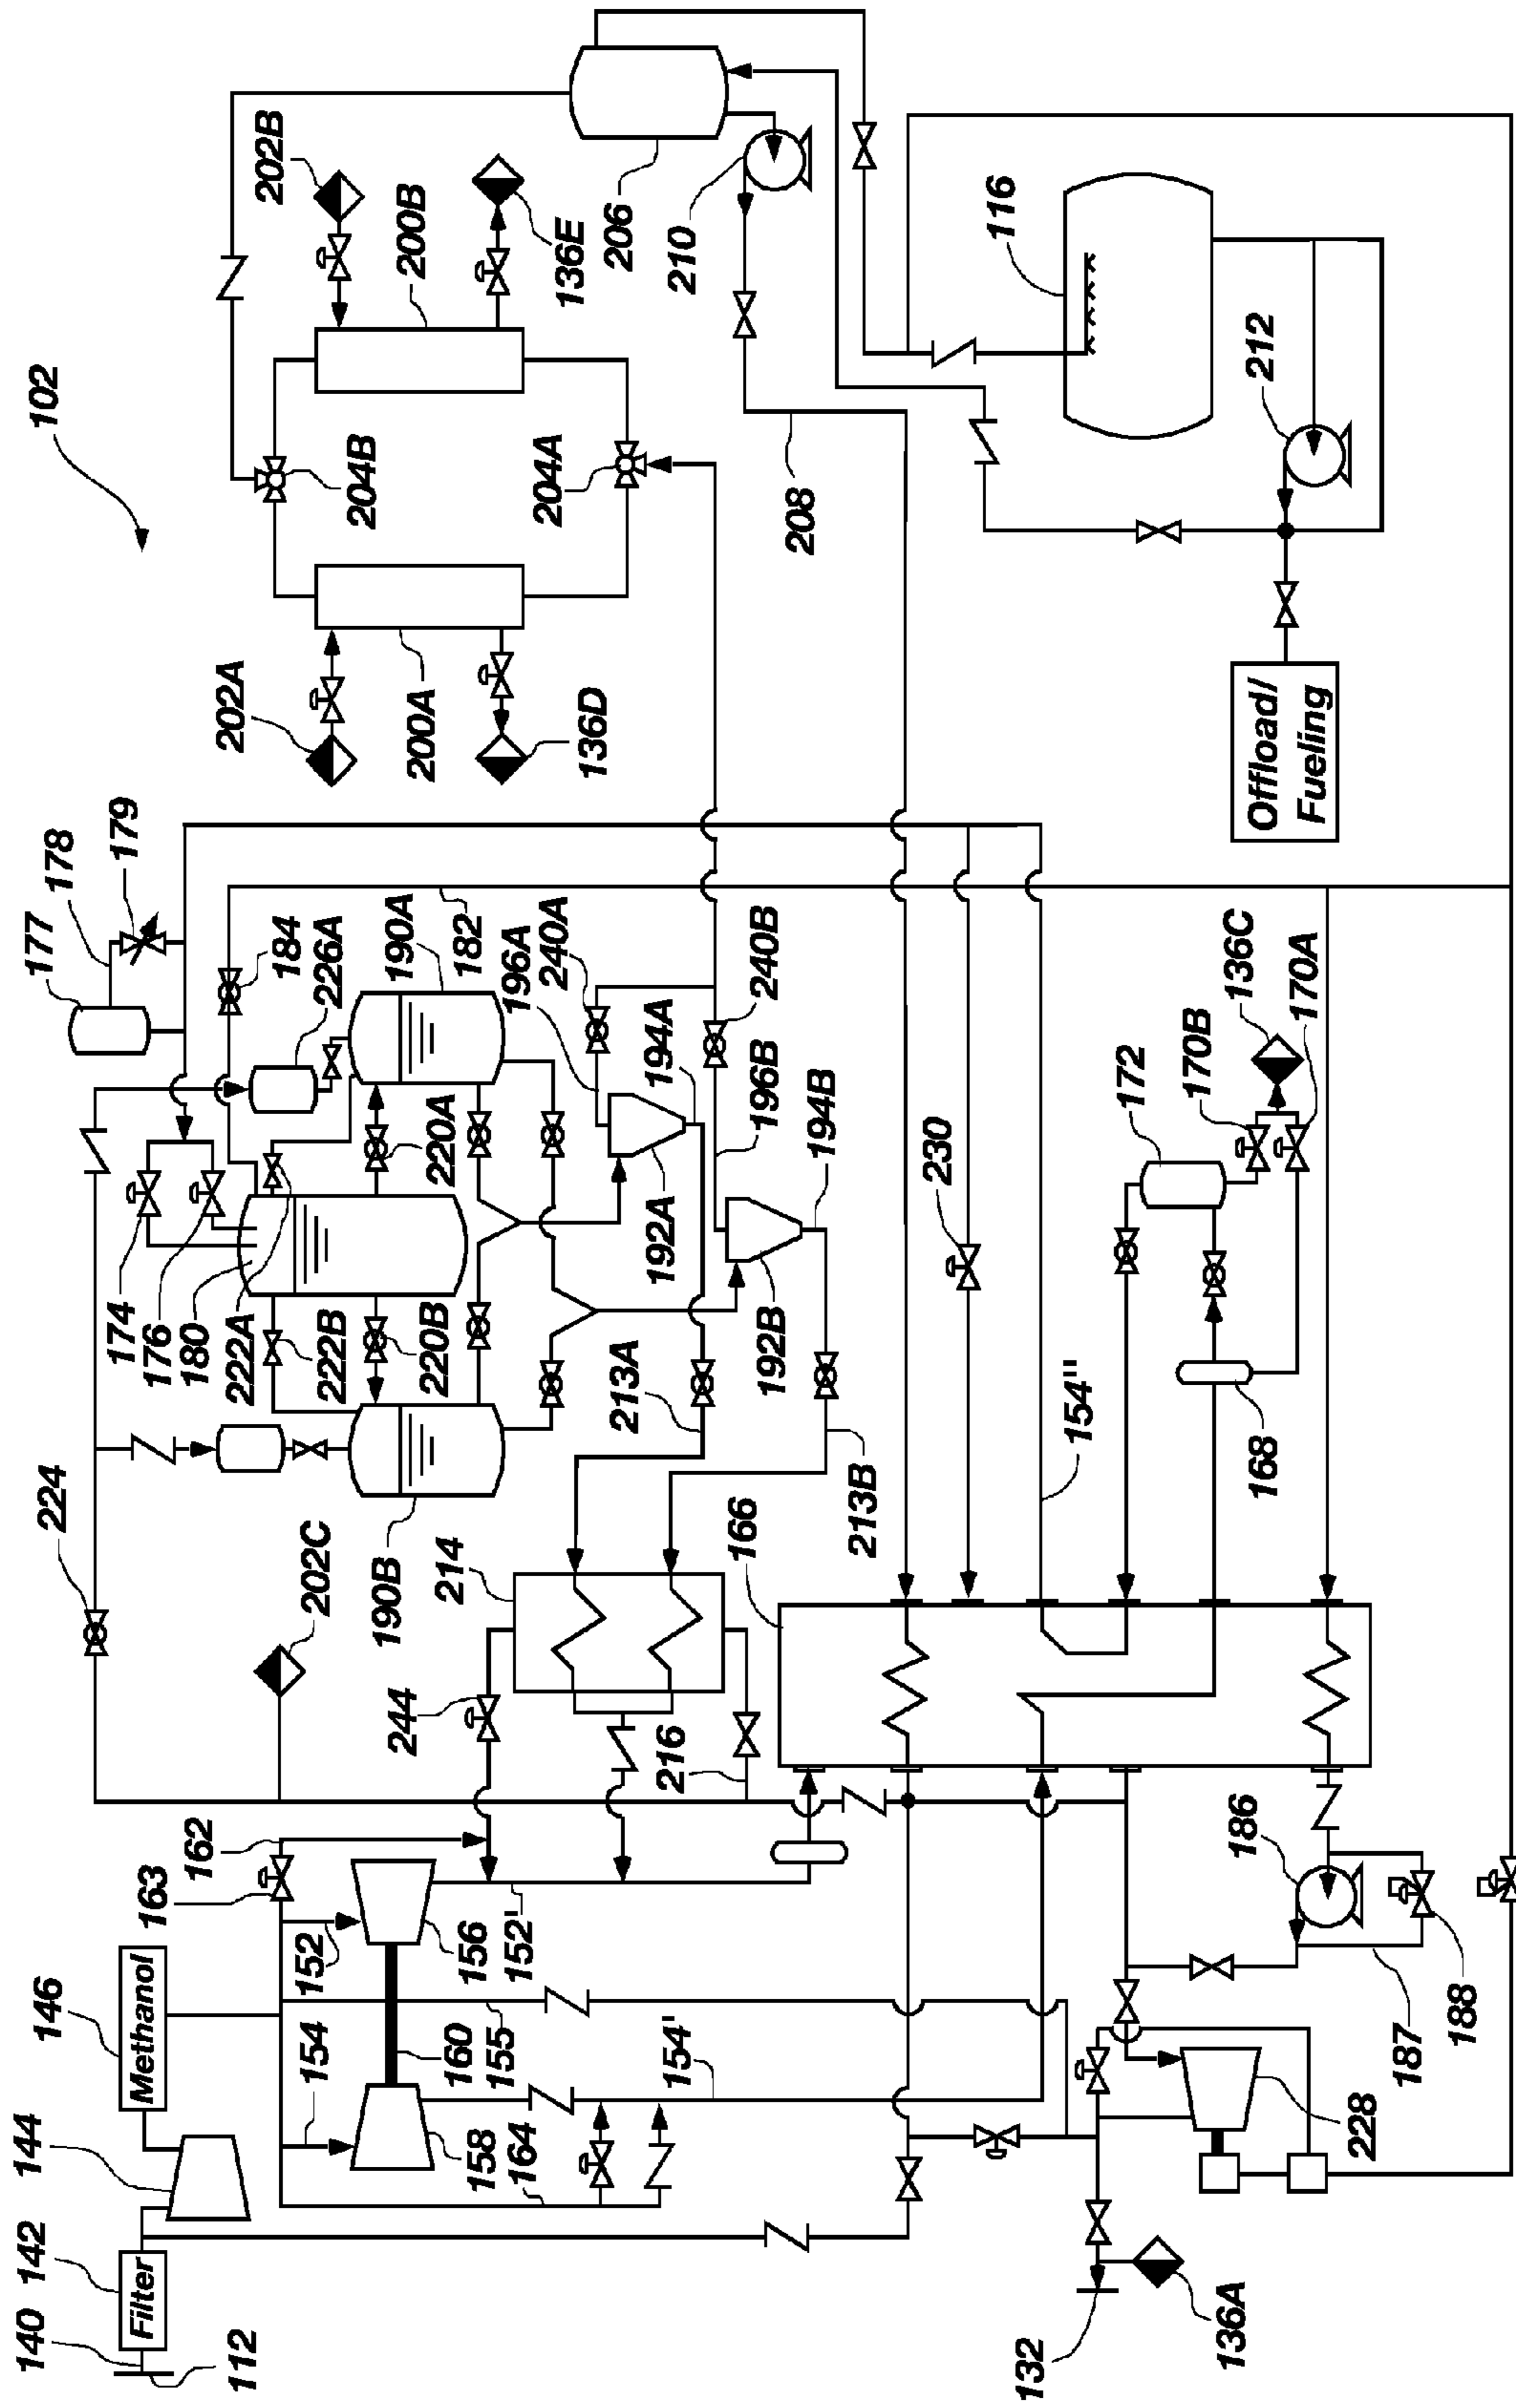 102
112
140
142
Filter
144
146
Methanol
163
162
152
154
156
152'
160
155
158
164
154'
224
202C
244
216
214
166
190B
213A
213B
174
176
180
222A
222B
220B
220A
192A
192B
177
178
179
184
226A
190A
182
196A
240A
194A
240B
196B
194B
230
172
170B
136C
170A
168
154"
202A
200A
136D
204B
204A
202B
200B
136E
206
210
208
116
212
Offload/
Fueling
186
187
188
228
132
136A